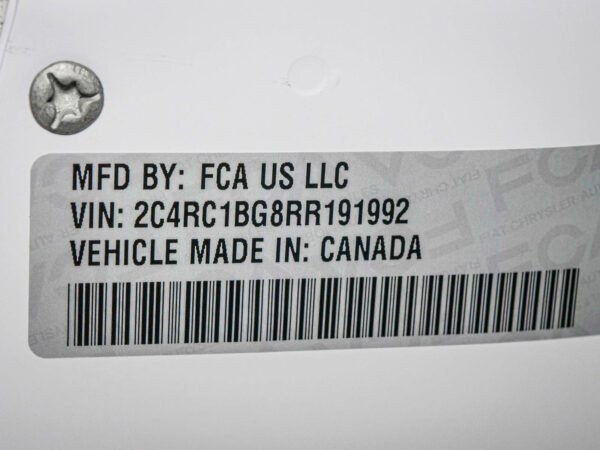 MFD BY: FCA US LLC
VIN: 2C4RC1BG8RR191992
VEHICLE MADE IN: CANADA